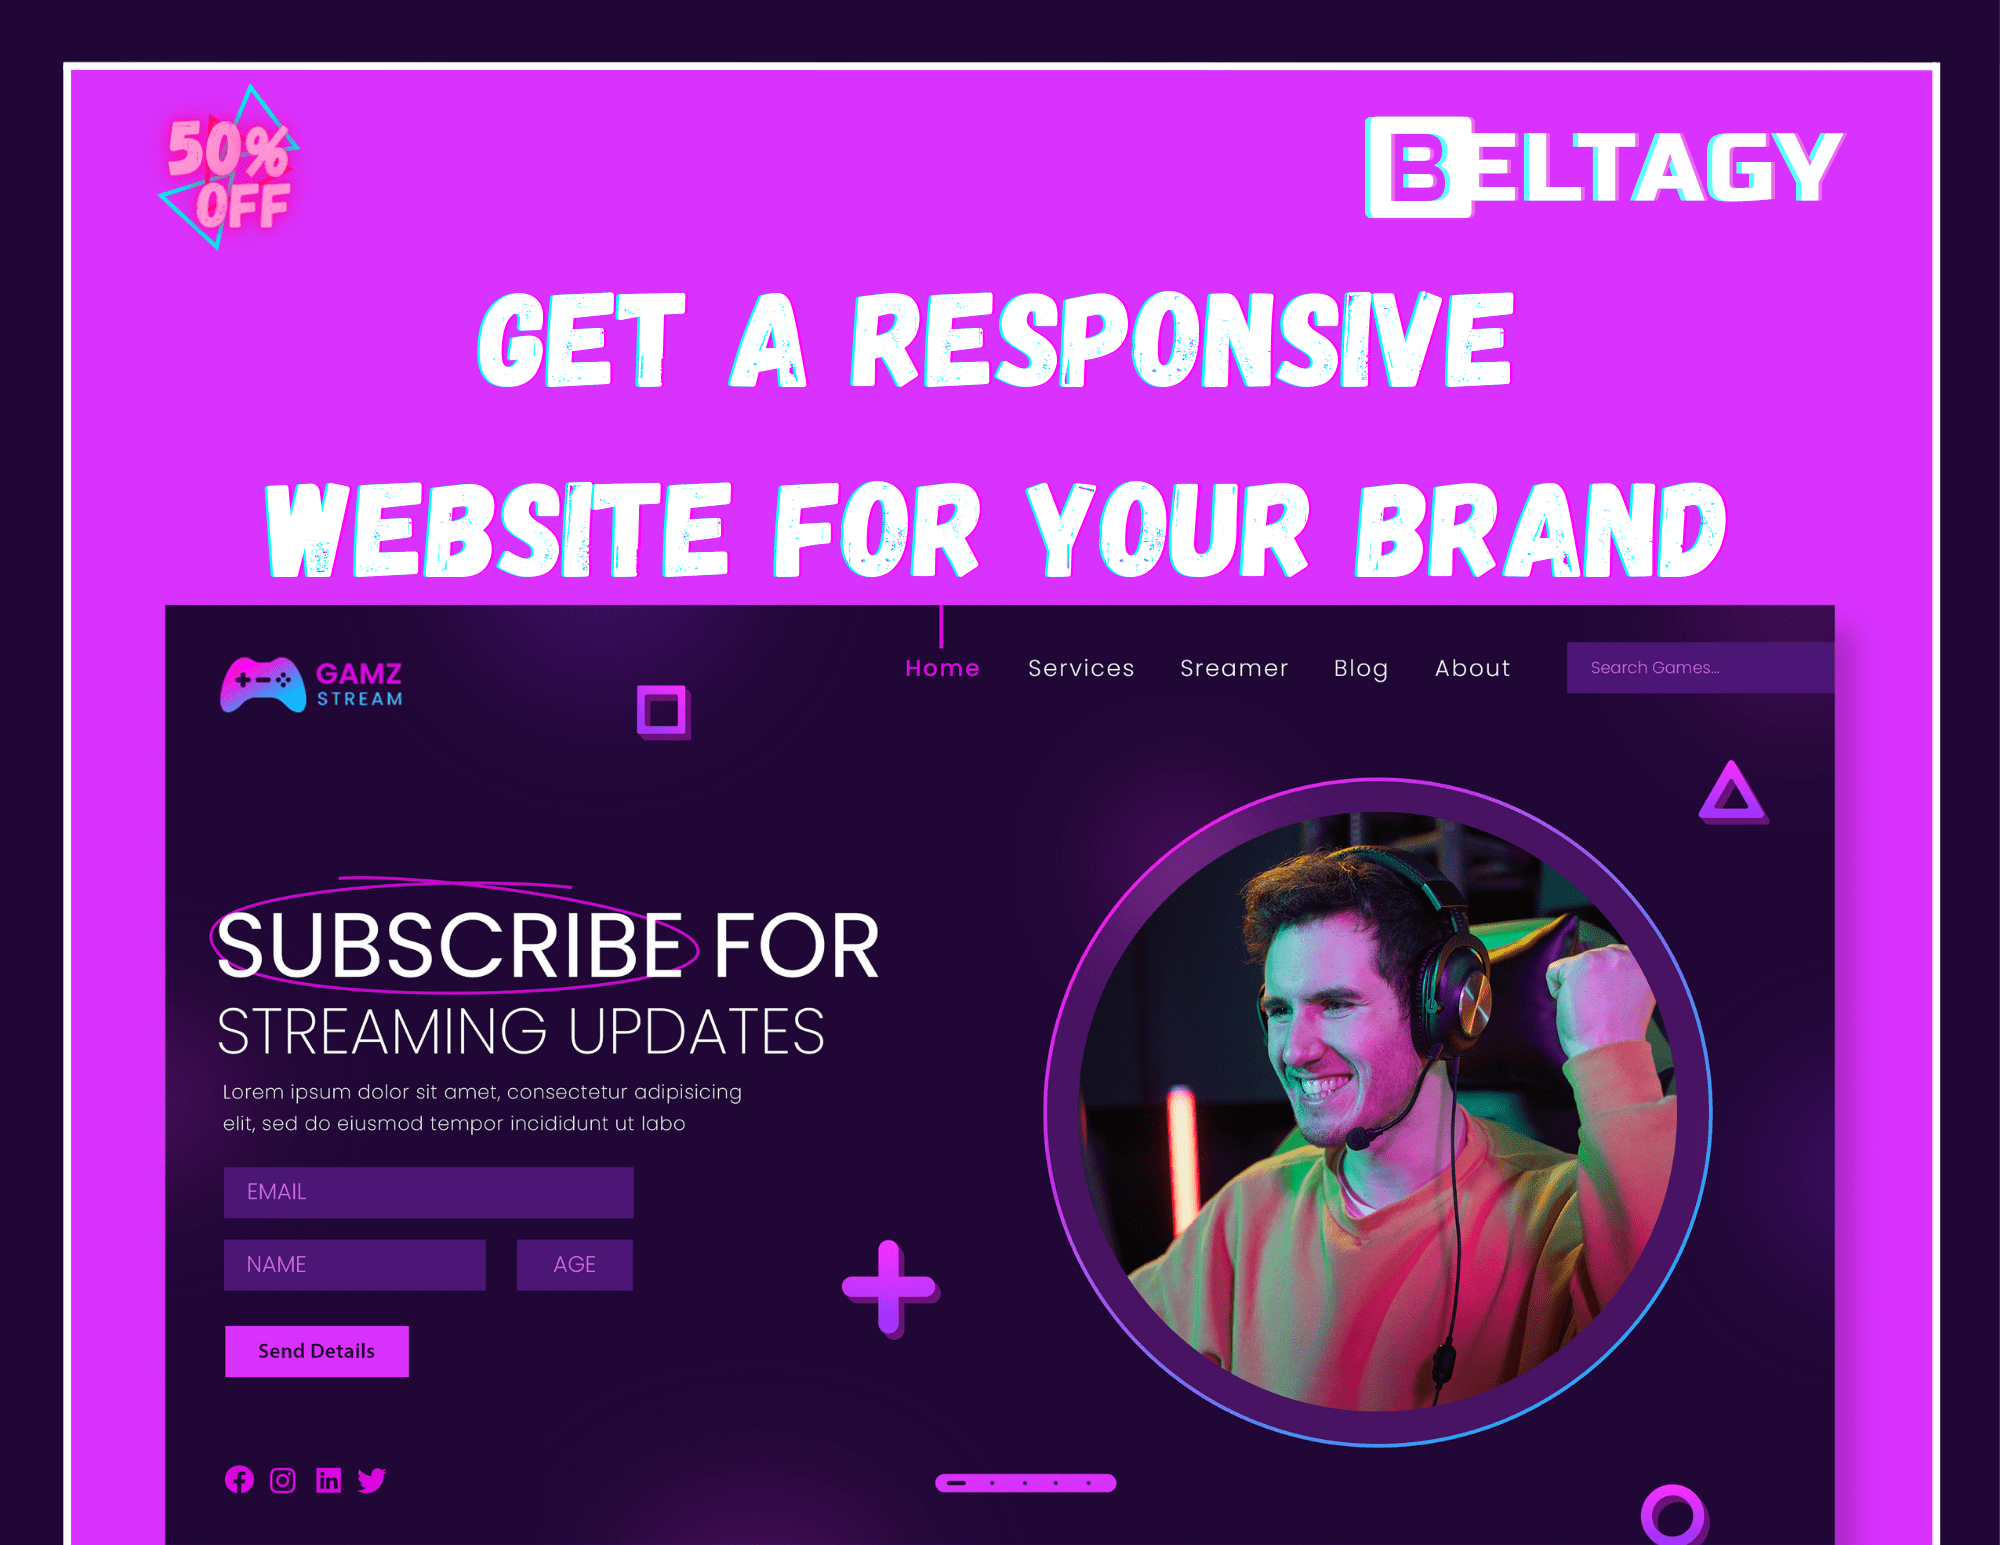 50%
OFF
BELTAGY
GET A RESPONSIVE
WEBSITE FOR YOUR BRAND
GAMZ
STREAM
Home Services Sreamer Blog About Search Games...
SUBSCRIBE FOR
STREAMING UPDATES
Lorem ipsum dolor sit amet, consectetur adipisicing
elit, sed do eiusmod tempor incididunt ut labo
EMAIL
NAME AGE
Send Details